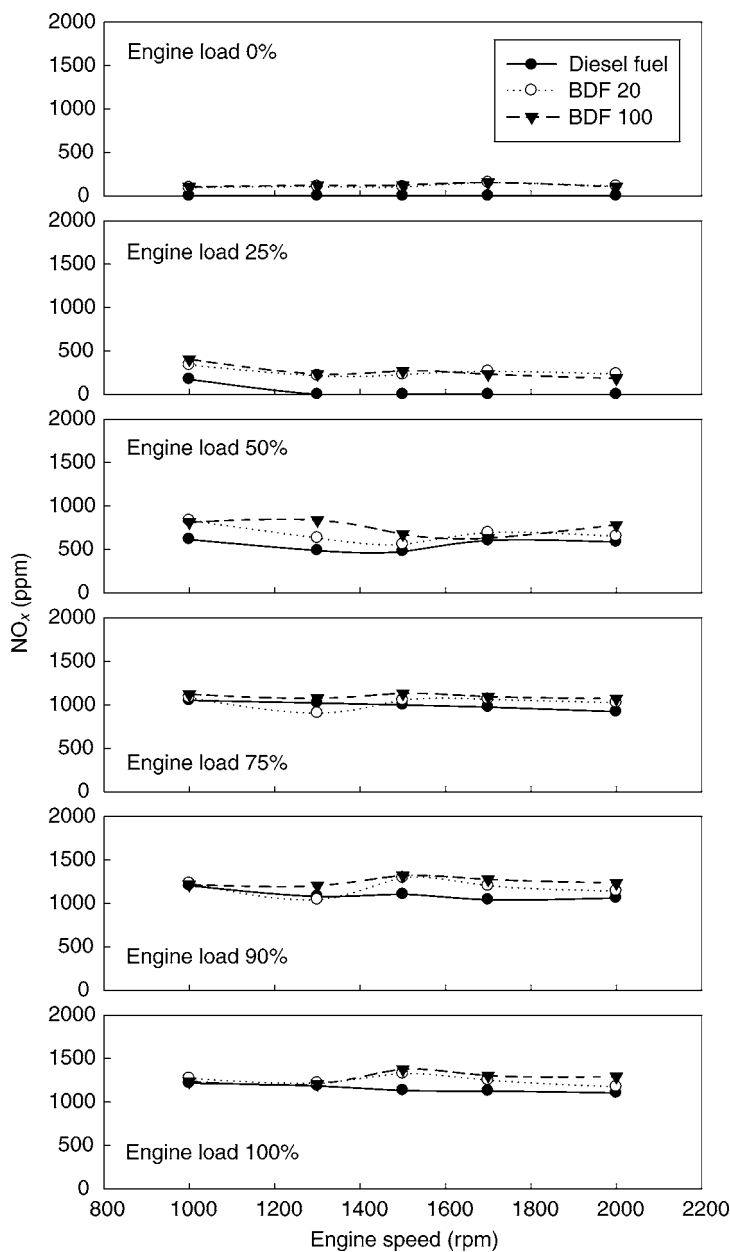 2000
Engine load 0%
1500
1000
500
0
Diesel fuel
BDF 20
BDF 100
2000
Engine load 25%
1500
1000
500
0
2000
Engine load 50%
1500
1000
500
0
NOx (ppm)
2000
1500
1000
500
Engine load 75%
0
2000
1500
1000
500
Engine load 90%
0
2000
1500
1000
500
Engine load 100%
0
800 1000 1200 1400 1600 1800 2000 2200
Engine speed (rpm)